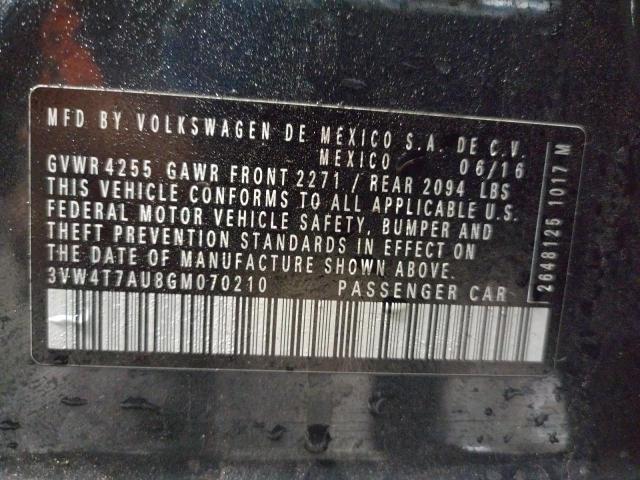 MFD BY VOLKSWAGEN DE MEXICO S.A. DE C.V.
MEXICO 06/16
GVWR 4255 GAWR FRONT 2271 / REAR 2094 LBS
THIS VEHICLE CONFORMS TO ALL APPLICABLE U.S.
FEDERAL MOTOR VEHICLE SAFETY, BUMPER AND
THEFT PREVENTION STANDARDS IN EFFECT ON
THE DATE OF MANUFACTURE SHOWN ABOVE.
3VW4T7AU8GM070210 PASSENGER CAR
2648125 1017 M